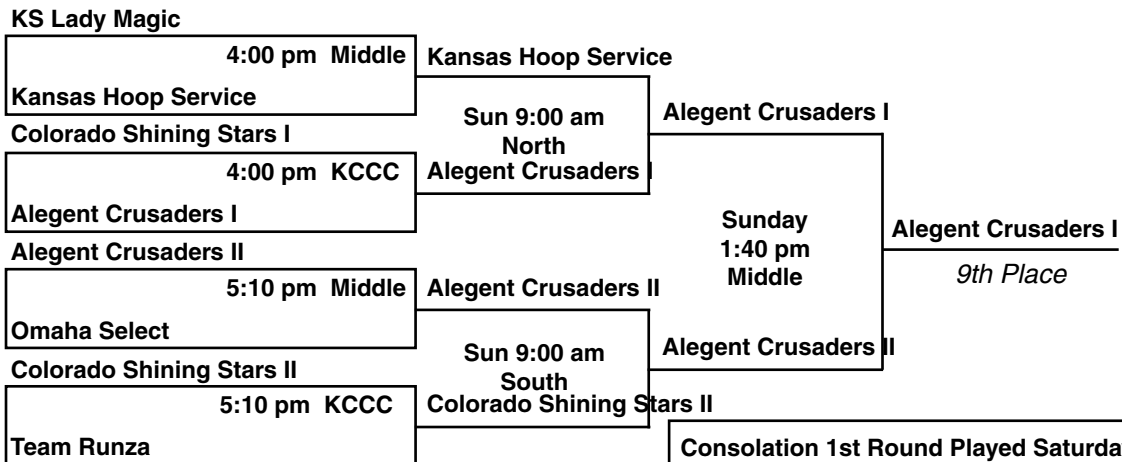 KS Lady Magic
4:00 pm Middle
Kansas Hoop Service
Kansas Hoop Service
Colorado Shining Stars I
4:00 pm KCCC
Alegent Crusaders I
Sun 9:00 am
North
Alegent Crusaders I
Alegent Crusaders I
Alegent Crusaders II
5:10 pm Middle
Omaha Select
Alegent Crusaders II
Colorado Shining Stars II
5:10 pm KCCC
Team Runza
Sun 9:00 am
South
Colorado Shining Stars II
Alegent Crusaders II
Sunday
1:40 pm
Middle
Alegent Crusaders I
9th Place
Consolation 1st Round Played Saturda